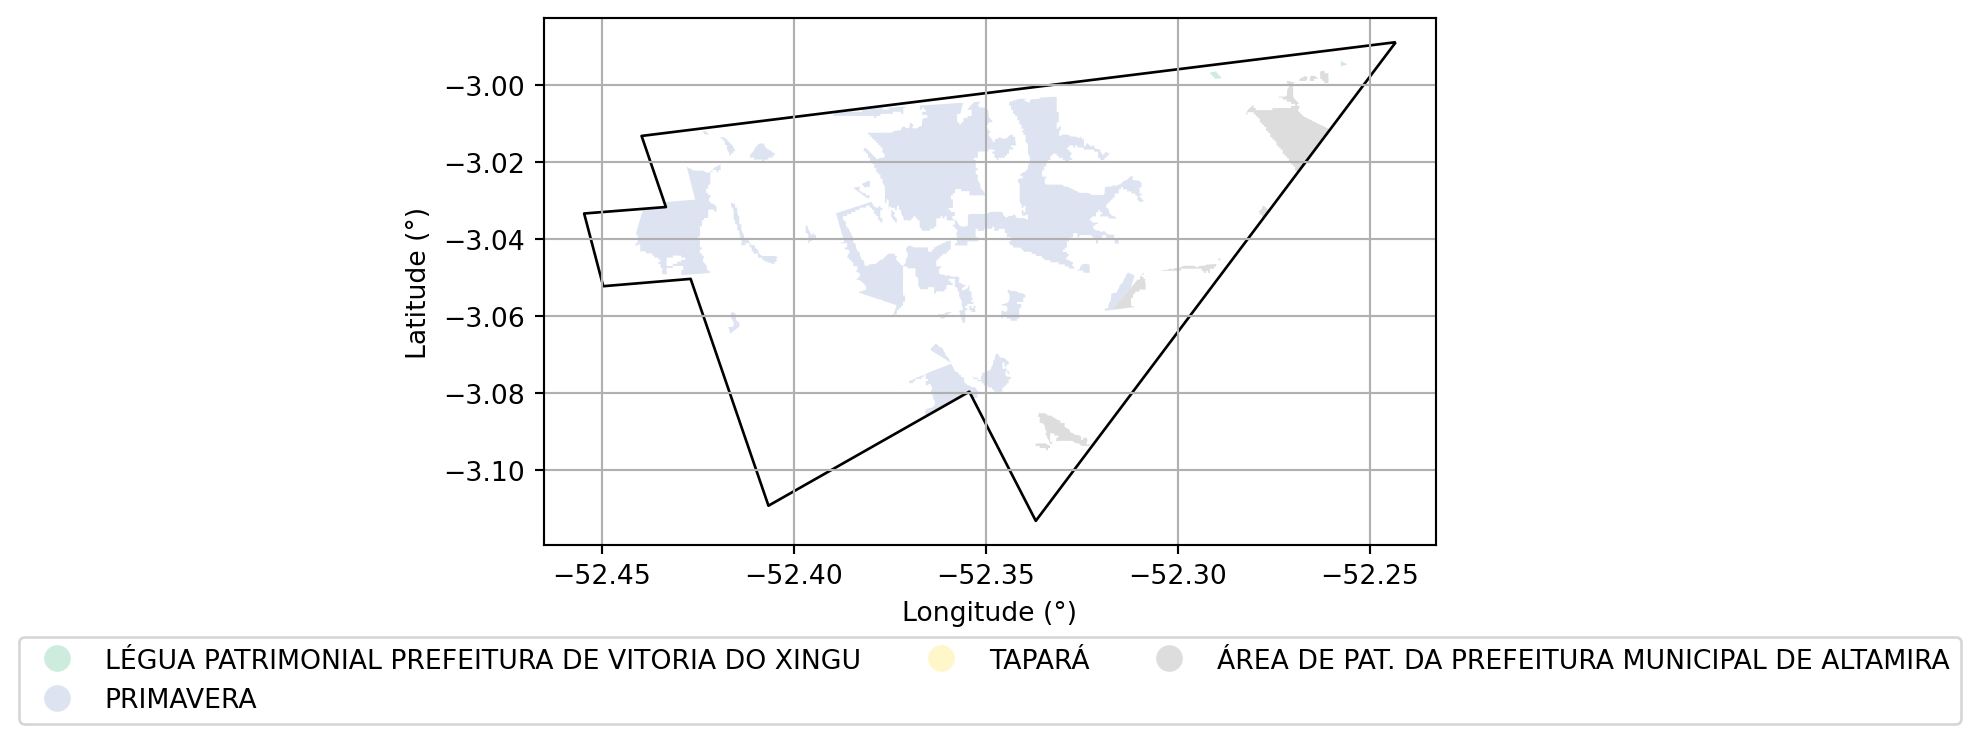 −3.00
−3.02
−3.04
−3.06
−3.08
−3.10
Latitude (°)
−52.45 −52.40 −52.35 −52.30 −52.25
Longitude (°)
LÉGUA PATRIMONIAL PREFEITURA DE VITORIA DO XINGU TAPARÁ ÁREA DE PAT. DA PREFEITURA MUNICIPAL DE ALTAMIRA
PRIMAVERA